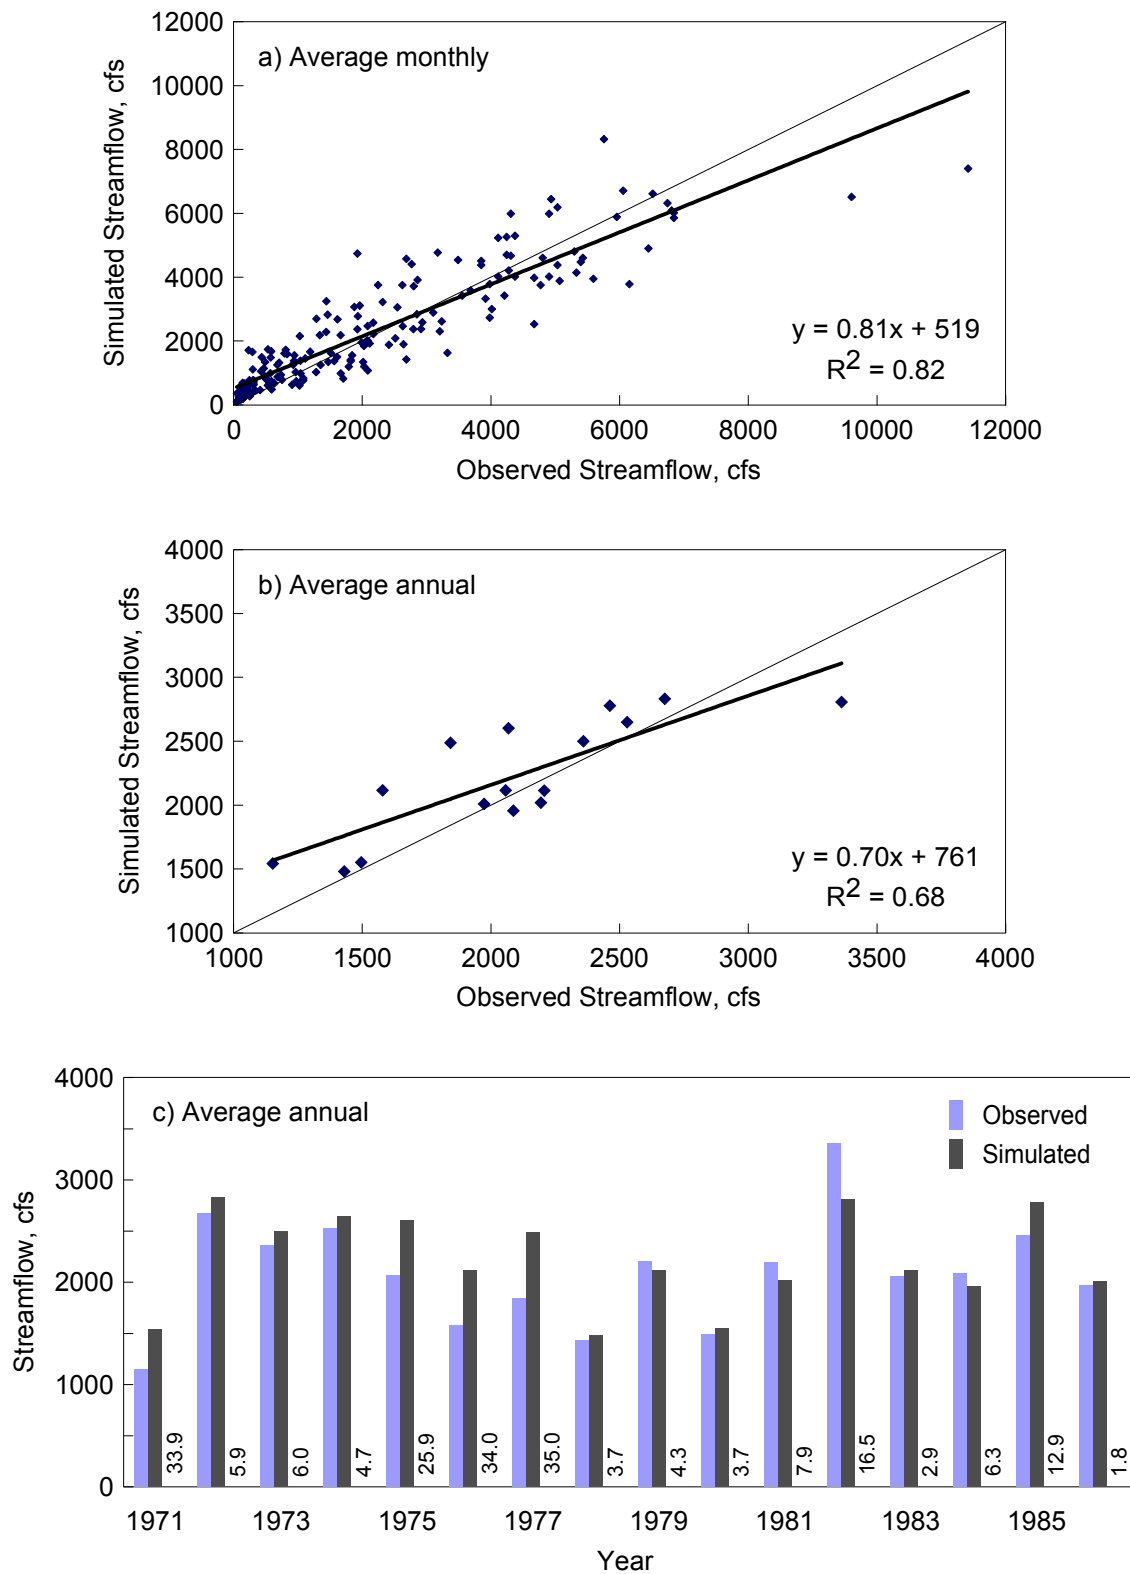 a) Average monthly
Simulated Streamflow, cfs
12000
10000
8000
6000
4000
2000
0
y = 0.81x + 519
R2 = 0.82
0 2000 4000 6000 8000 10000 12000
Observed Streamflow, cfs
b) Average annual
Simulated Streamflow, cfs
4000
3500
3000
2500
2000
1500
1000
y = 0.70x + 761
R2 = 0.68
1000 1500 2000 2500 3000 3500 4000
Observed Streamflow, cfs
c) Average annual
Observed
Simulated
Streamflow, cfs
4000
3000
2000
1000
0
33.9 5.9 6.0 4.7 25.9 34.0 35.0 3.7 4.3 3.7 7.9 16.5 2.9 6.3 12.9 1.8
1971 1973 1975 1977 1979 1981 1983 1985
Year